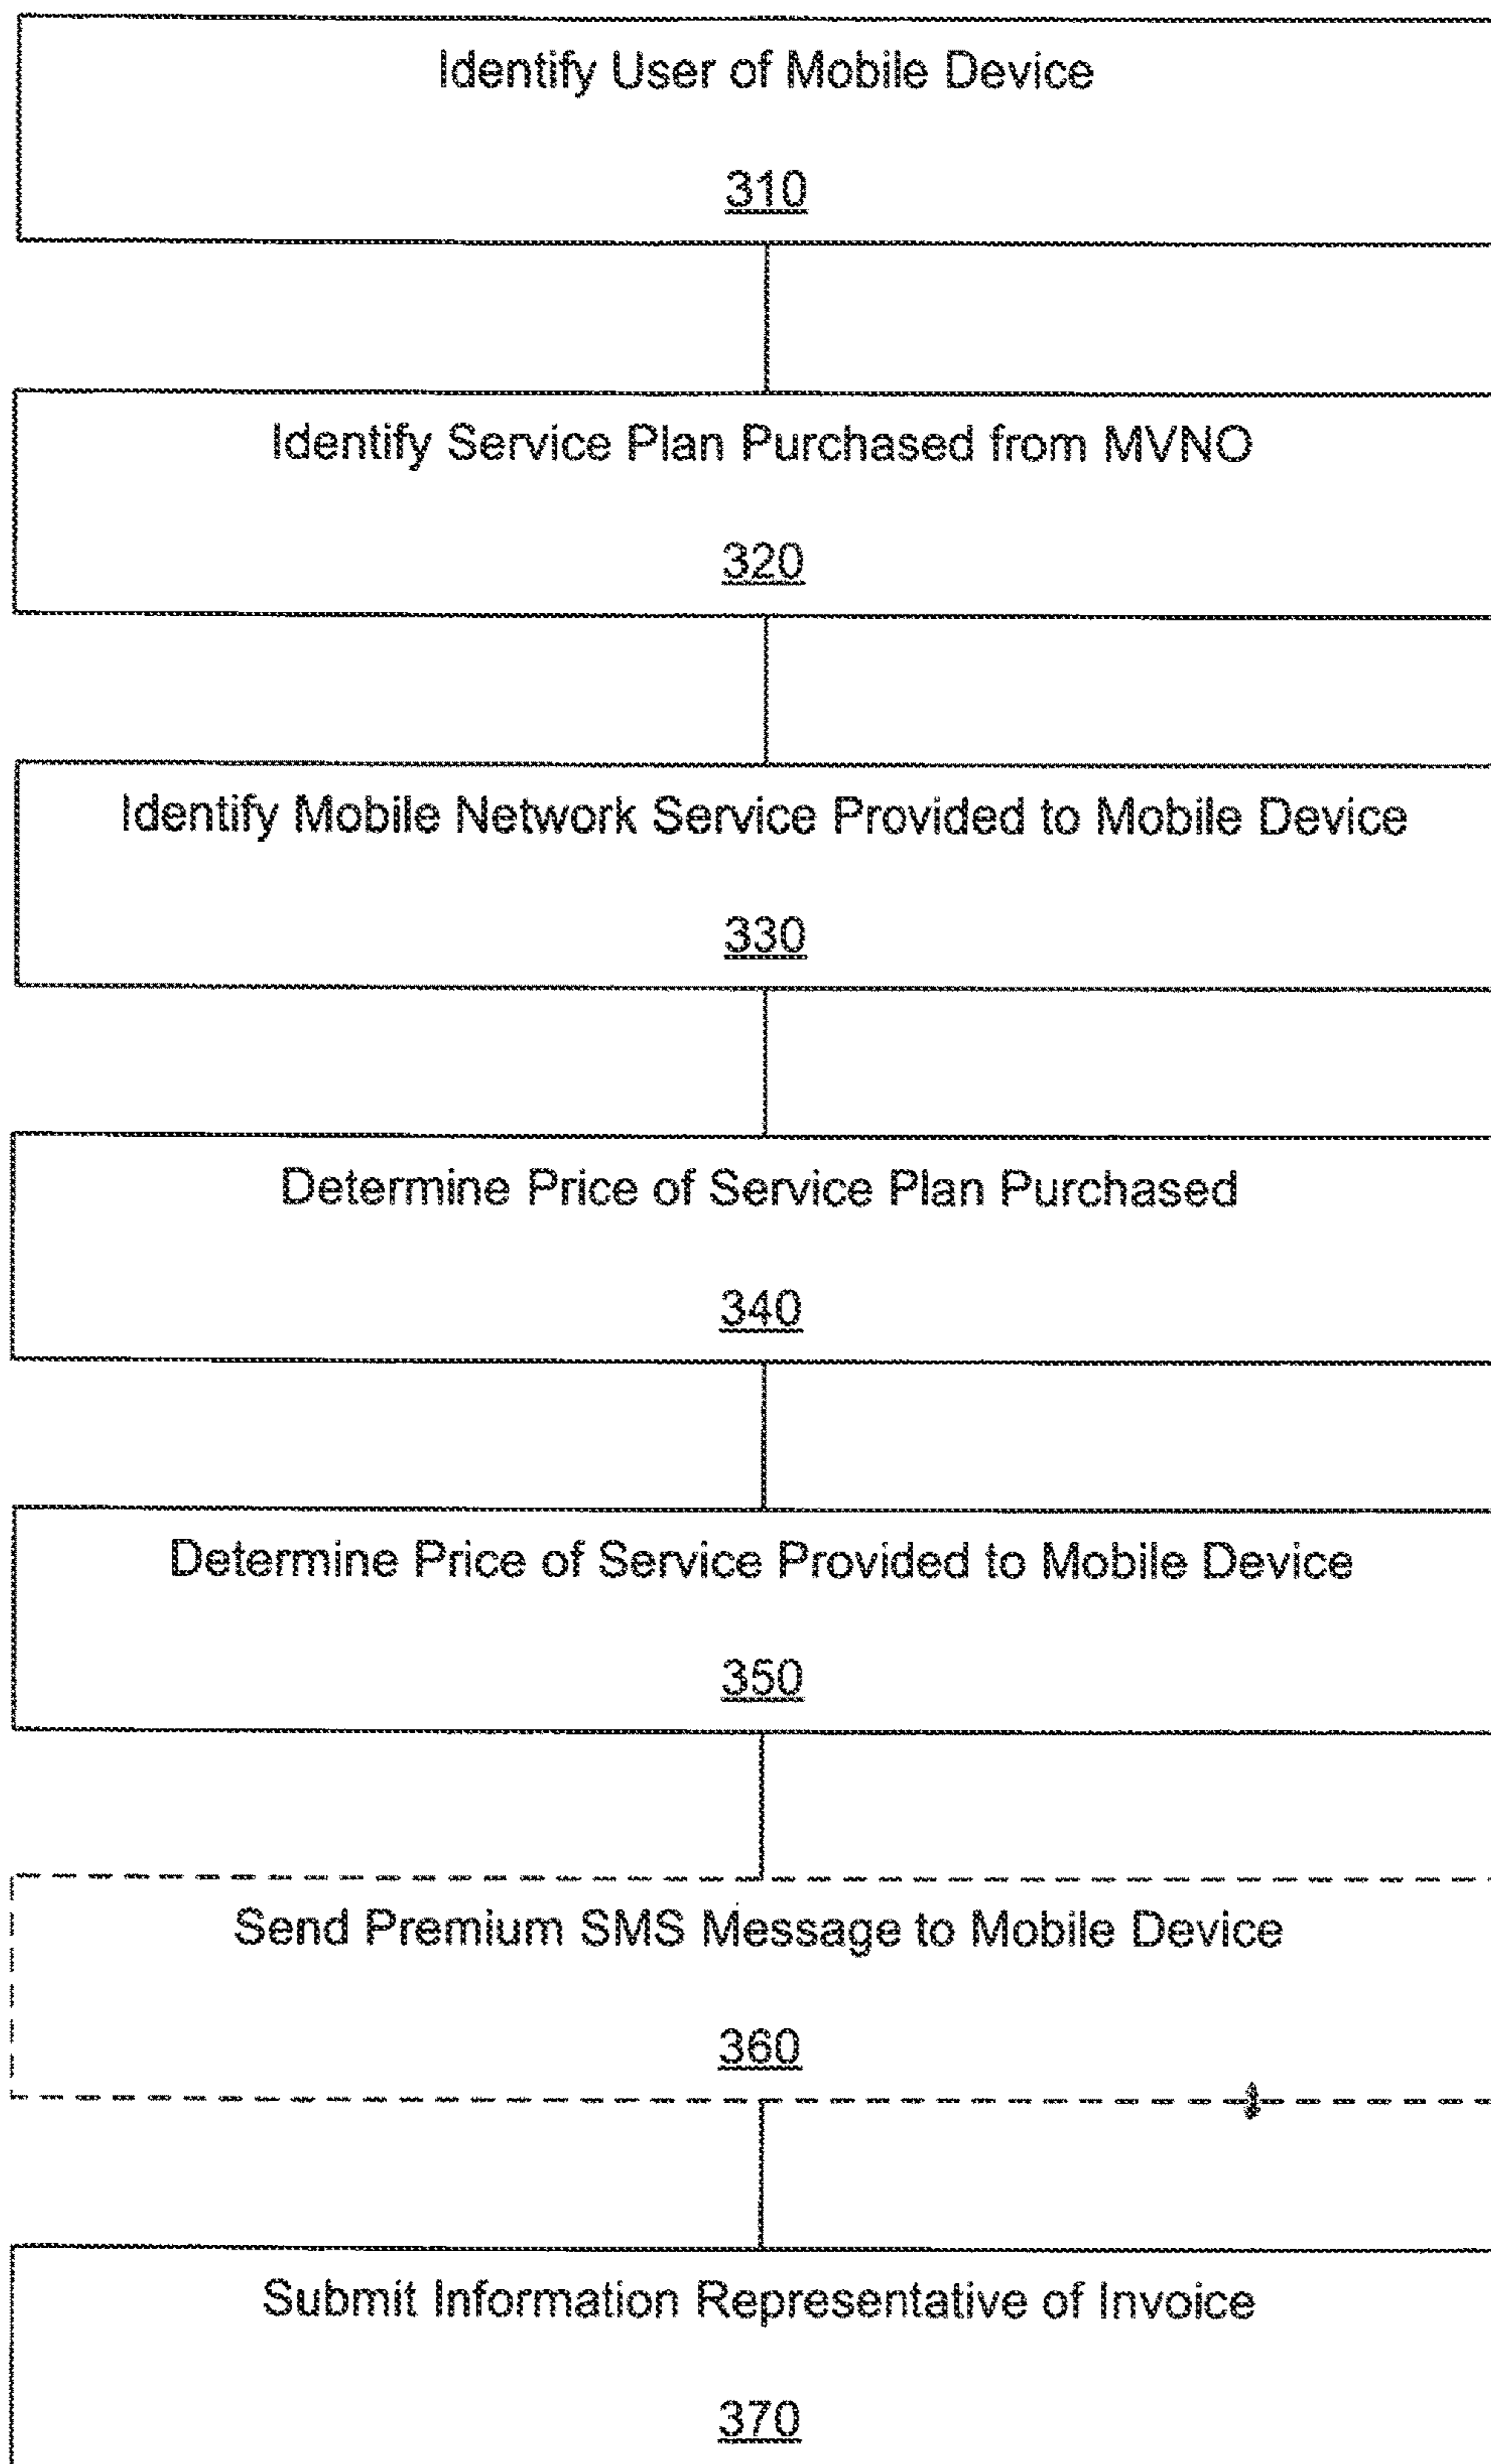 Identify User of Mobile Device
310
Identify Service Plan Purchased from MVNO
320
Identify Mobile Network Service Provided to Mobile Device
330
Determine Price of Service Plan Purchased
340
Determine Price of Service Provided to Mobile Device
350
Send Premium SMS Message to Mobile Device
360
Submit Information Representative of Invoice
370